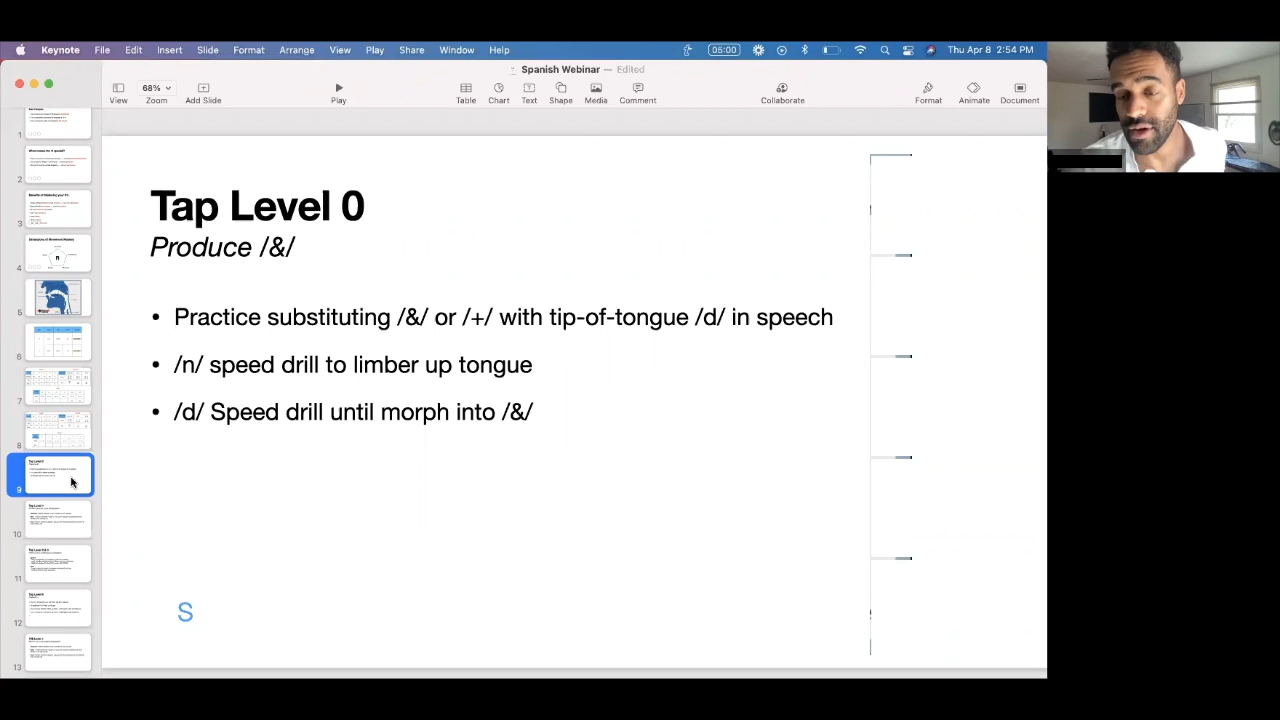 Keynote File Edit Insert Slide Format Arrange View Play Share Window Help 05:00 Thu Apr 8 2:54 PM
Spanish Webinar — Edited
68%
View Zoom Add Slide Play Table Chart Text Shape Media Comment Collaborate Format Animate Document
Tap Level 0
Produce /&/
• Practice substituting /&/ or /+/ with tip-of-tongue /d/ in speech
• /n/ speed drill to limber up tongue
• /d/ Speed drill until morph into /&/
S
1
2
3
4
5
6
7
8
9
10
11
12
13